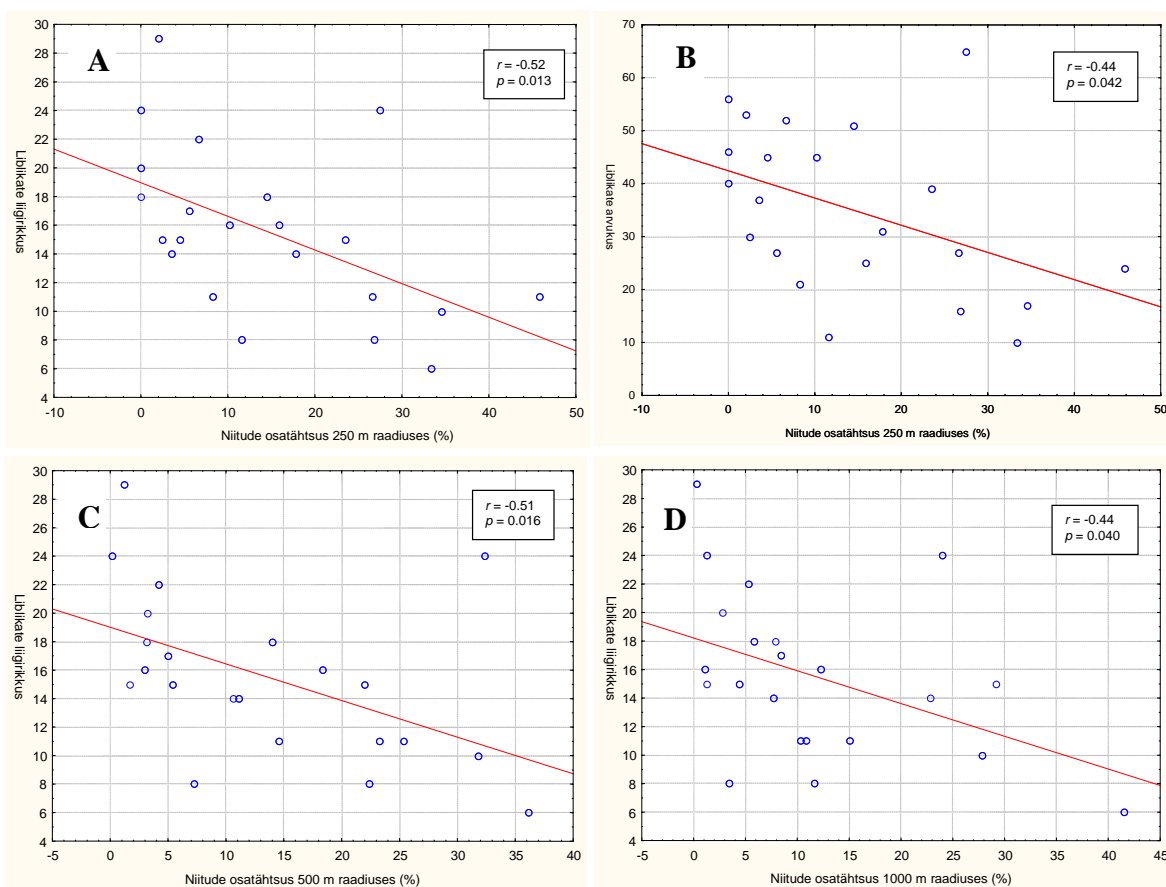 A
r = -0.52
p = 0.013
Liblikate liigirikkus
30
28
26
24
22
20
18
16
14
12
10
8
6
4
-10 0 10 20 30 40 50
Niitude osatähtsus 250 m raadiuses (%)
B
r = -0.44
p = 0.042
Liblikate arvukus
70
60
50
40
30
20
10
0
-10 0 10 20 30 40 50
Niitude osatähtsus 250 m raadiuses (%)
C
r = -0.51
p = 0.016
Liblikate liigirikkus
30
28
26
24
22
20
18
16
14
12
10
8
6
4
-5 0 5 10 15 20 25 30 35 40
Niitude osatähtsus 500 m raadiuses (%)
D
r = -0.44
p = 0.040
Liblikate liigirikkus
30
28
26
24
22
20
18
16
14
12
10
8
6
4
-5 0 5 10 15 20 25 30 35 40 45
Niitude osatähtsus 1000 m raadiuses (%)